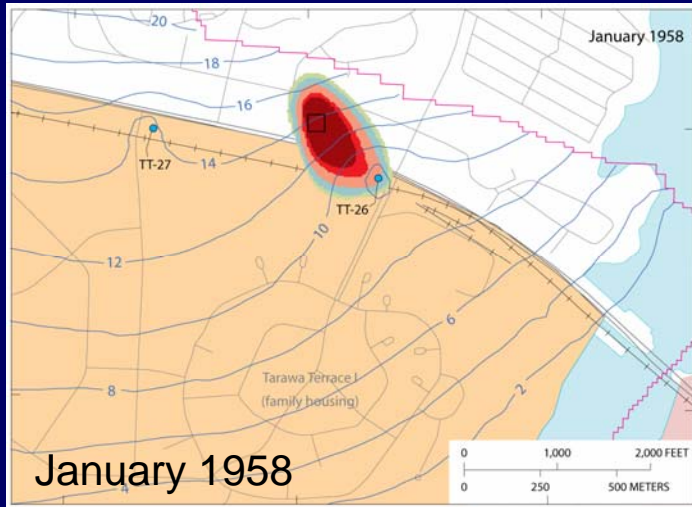 20
January 1958
18
16
TT-27
14
TT-26
10
12
6
Tarawa Terrace I
(family housing)
8
2
0 1,000 2,000 FEET
0 250 500 METERS
4
January 1958